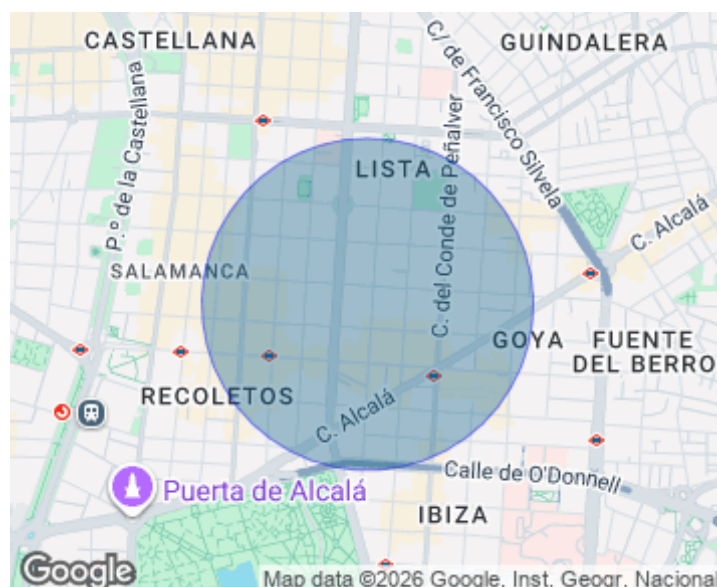 CASTELLANA
GUINDALERA
C/ de Francisco Silvela
P.º de la Castellana
LISTA
C. del Conde de Peñalver
C. Alcalá
SALAMANCA
GOYA
FUENTE
DEL BERRO
RECOLETOS
C. Alcalá
Calle de O'Donnell
Puerta de Alcalá
IBIZA
Google
Map data ©2026 Google, Inst. Geogr. Nacional